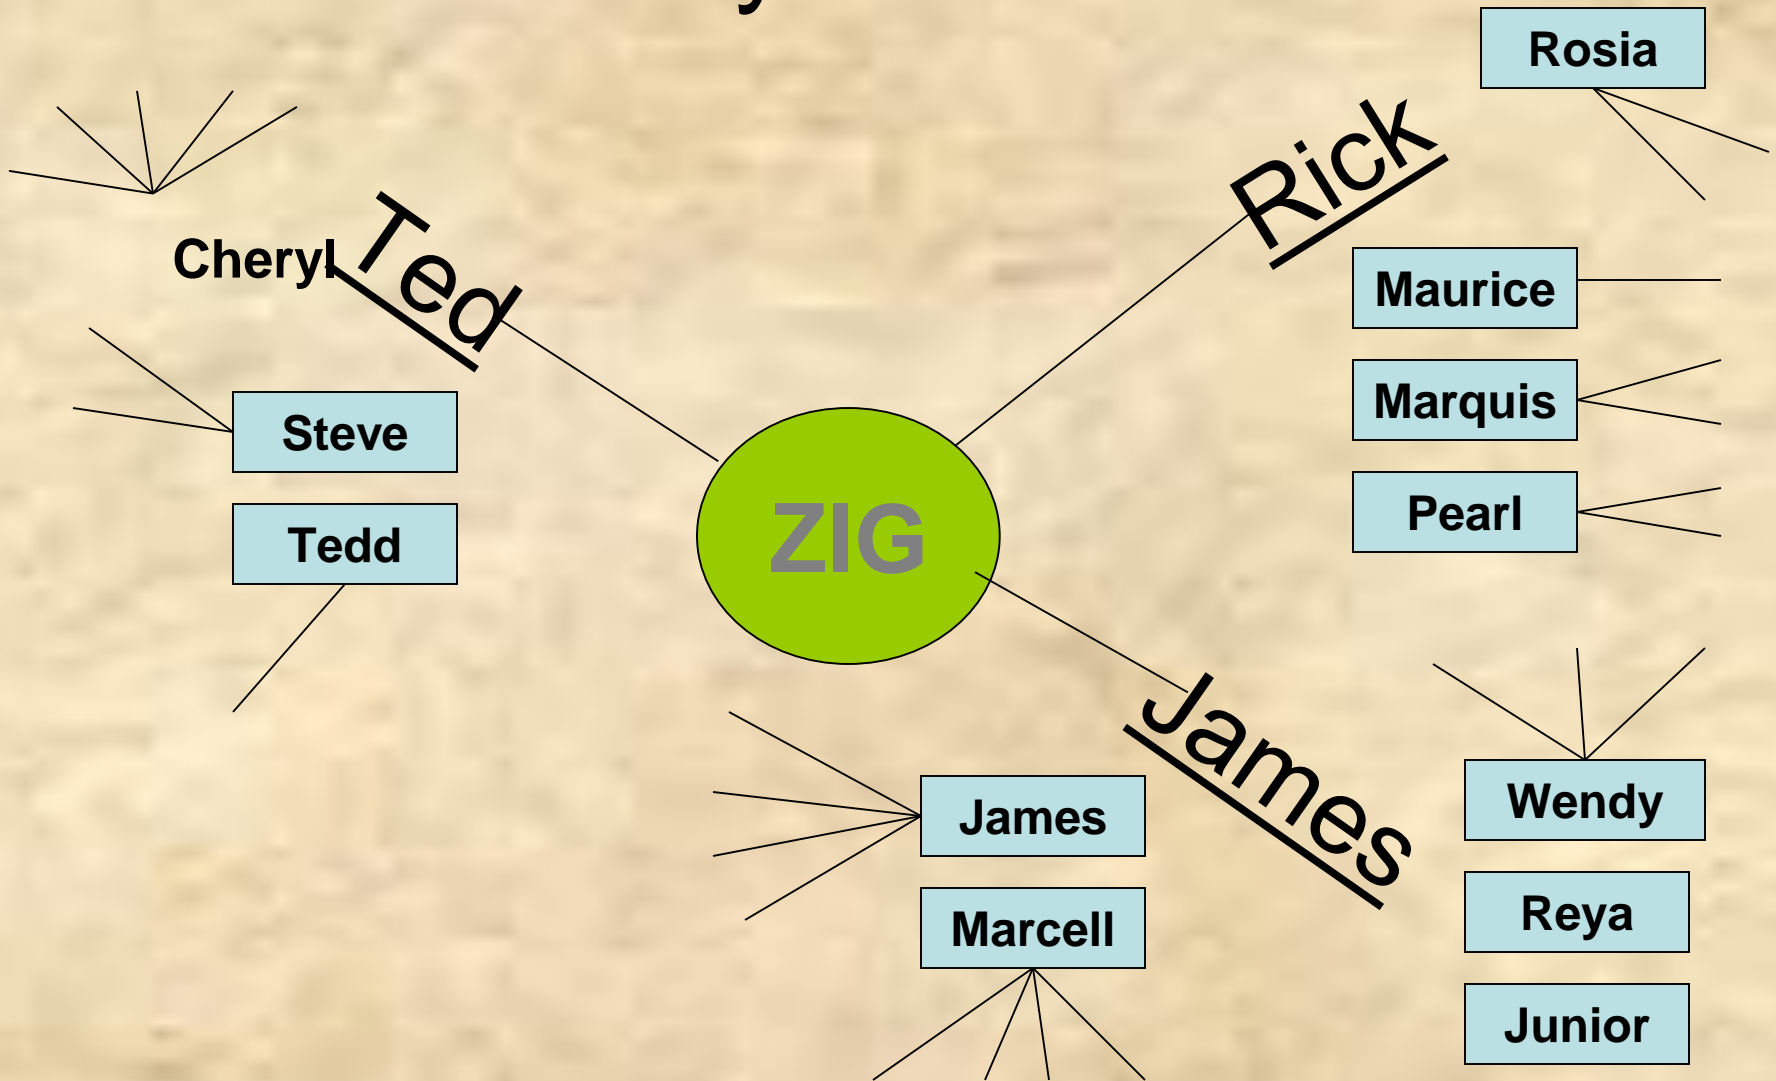 Rosia
Rick
Cheryl
Ted
Maurice
Marquis
Steve
Pearl
Tedd
ZIG
James
Wendy
James
Reya
Marcell
Junior